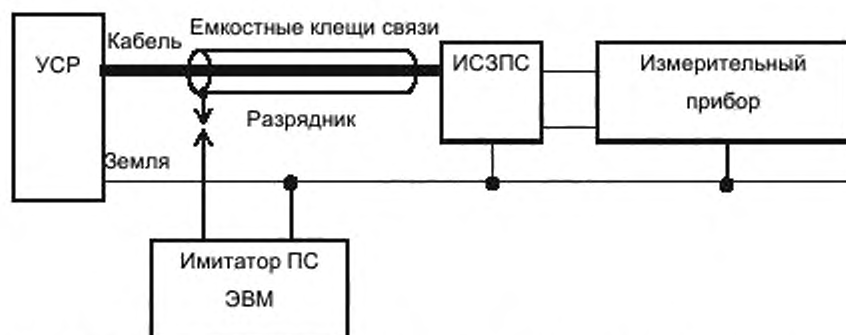 Емкостные клещи связи
Кабель
УСР
ИСЗПС
Измерительный
прибор
Разрядник
Земля
Имитатор ПС
ЭВМ